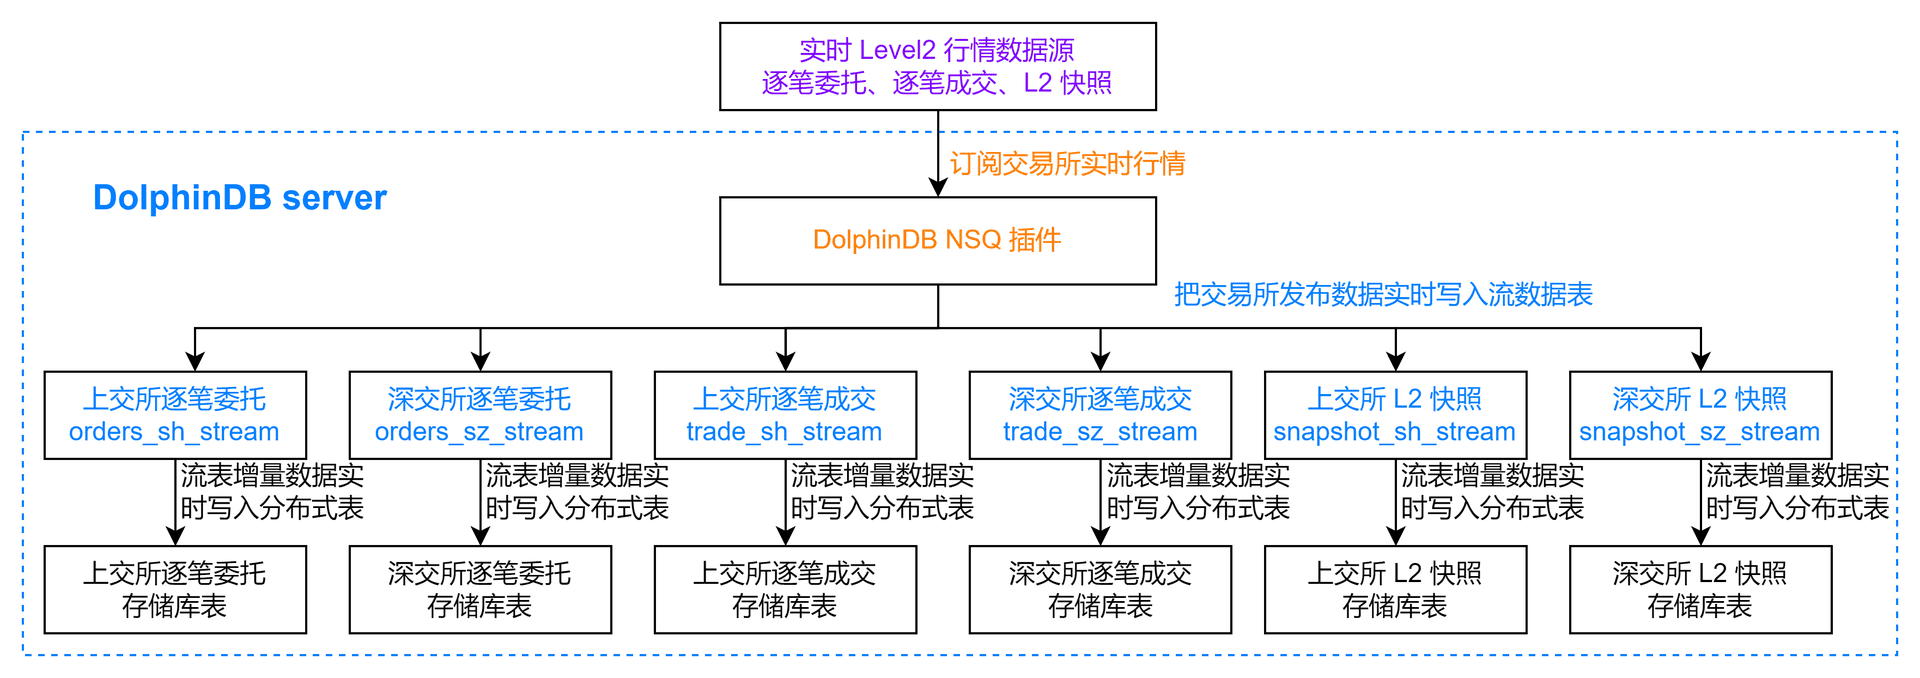 实时 Level2 行情数据源
逐笔委托、逐笔成交、L2 快照
订阅交易所实时行情
DolphinDB server
DolphinDB NSQ 插件
把交易所发布数据实时写入流数据表
上交所逐笔委托
orders_sh_stream
深交所逐笔委托
orders_sz_stream
上交所逐笔成交
trade_sh_stream
深交所逐笔成交
trade_sz_stream
上交所 L2 快照
snapshot_sh_stream
深交所 L2 快照
snapshot_sz_stream
流表增量数据实
时写入分布式表
流表增量数据实
时写入分布式表
流表增量数据实
时写入分布式表
流表增量数据实
时写入分布式表
流表增量数据实
时写入分布式表
流表增量数据实
时写入分布式表
上交所逐笔委托
存储库表
深交所逐笔委托
存储库表
上交所逐笔成交
存储库表
深交所逐笔成交
存储库表
上交所 L2 快照
存储库表
深交所 L2 快照
存储库表